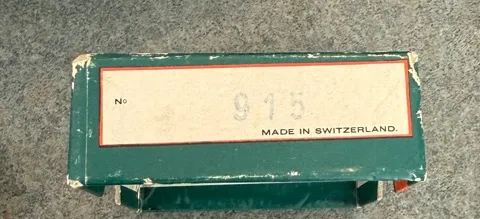 No 915
MADE IN SWITZERLAND.